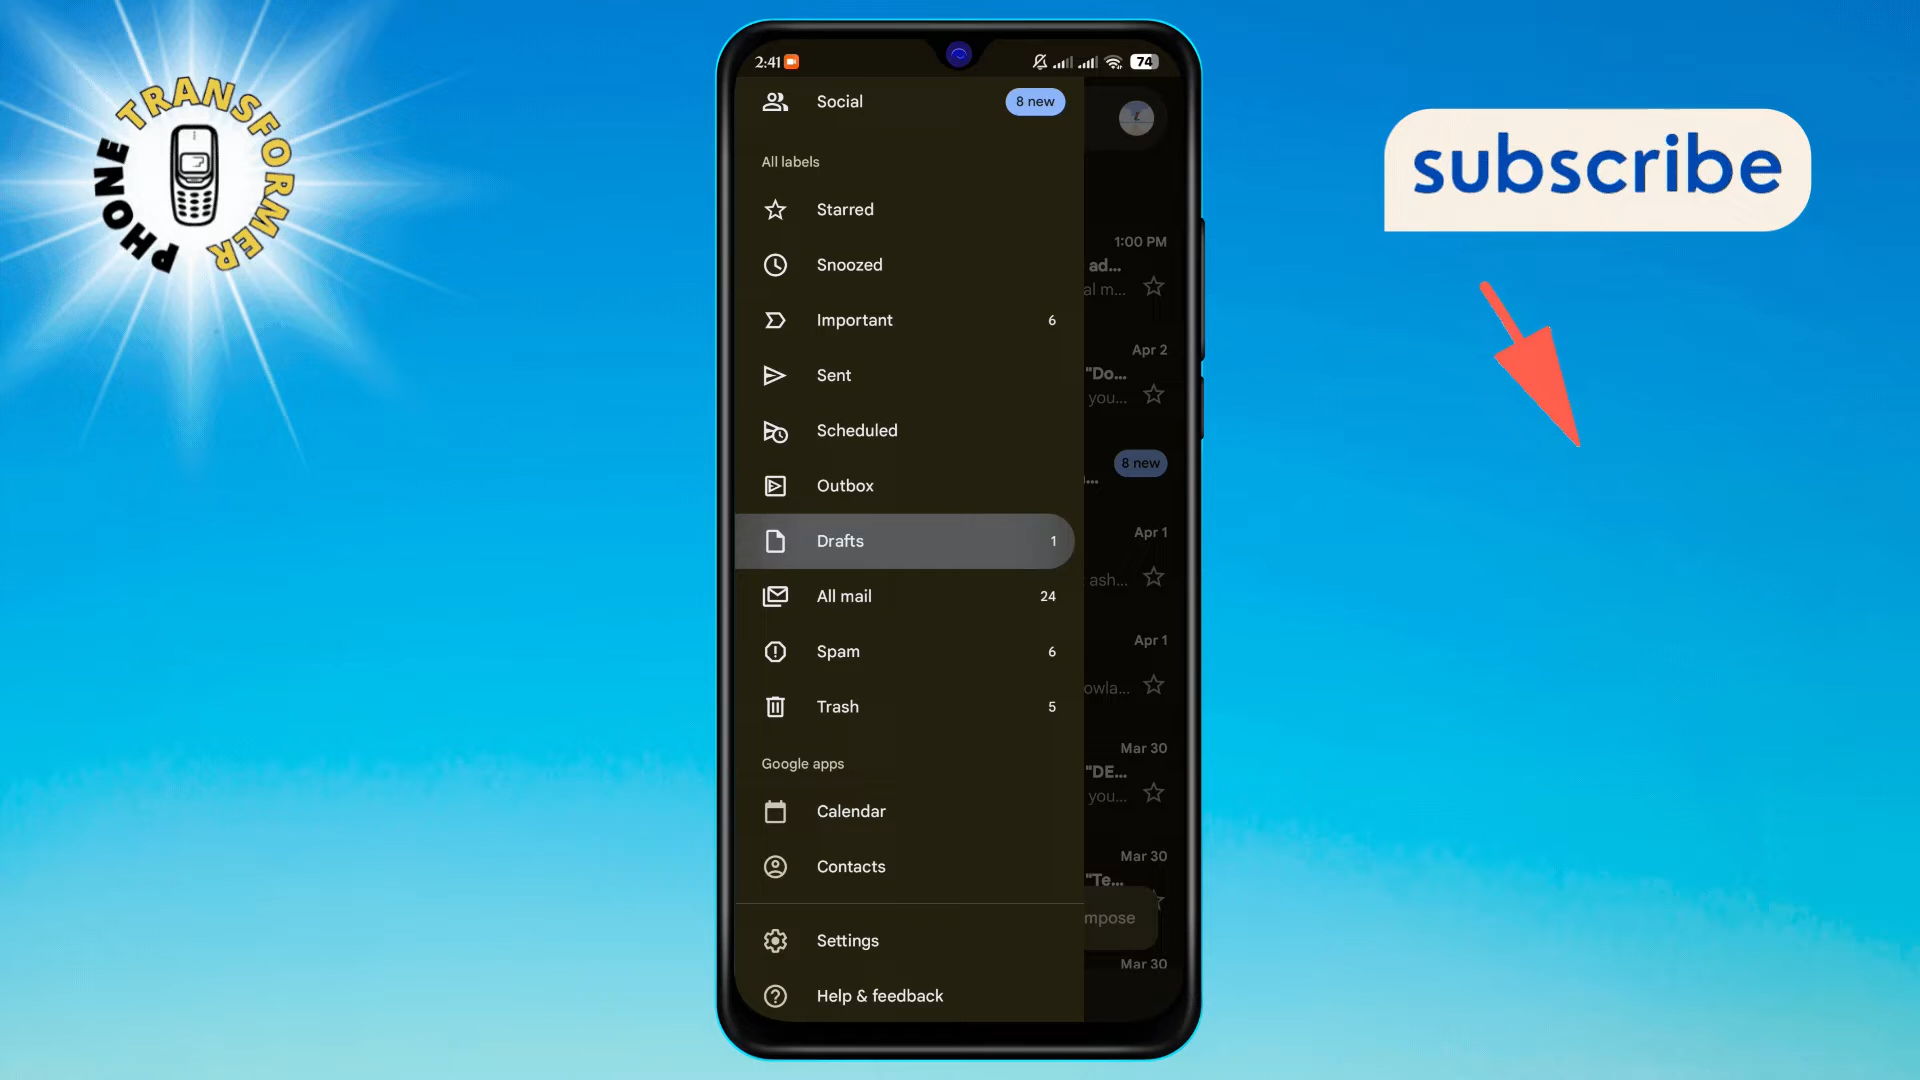 PHONE TRANSFORMER
subscribe
2:41
74
Social 8 new
All labels
Starred
Snoozed
Important 6
Sent
Scheduled
Outbox
Drafts 1
All mail 24
Spam 6
Trash 5
Google apps
Calendar
Contacts
Settings
Help & feedback
1:00 PM
ad...
al m...
Apr 2
"Do...
you...
8 new
...
Apr 1
ash...
Apr 1
owla...
Mar 30
"DE...
you...
Mar 30
"Te...
mpose
Mar 30